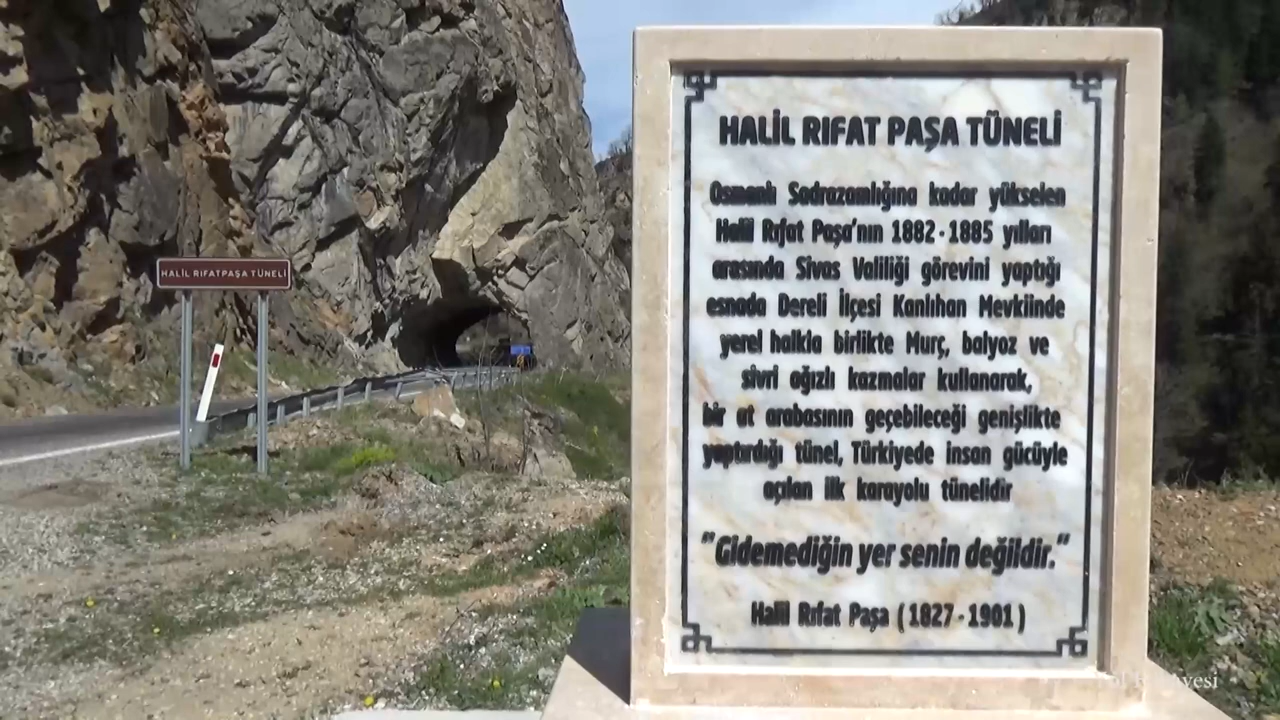 HALİL RIFATPAŞA TÜNELİ
HALİL RIFAT PAŞA TÜNELİ
Osmanlı Sadrazamlığına kadar yükselen
Halil Rıfat Paşa'nın 1882-1885 yılları
arasında Sivas Valiliği görevini yaptığı
esnada Dereli İlçesi Kanlıhan Mevkiinde
yerel halkla birlikte Murç, balyoz ve
sivri ağızlı kazmalar kullanarak,
bir at arabasının geçebileceği genişlikte
yaptırdığı tünel, Türkiyede insan gücüyle
açılan ilk karayolu tünelidir
"Gidemediğin yer senin değildir."
Halil Rıfat Paşa (1827-1901)